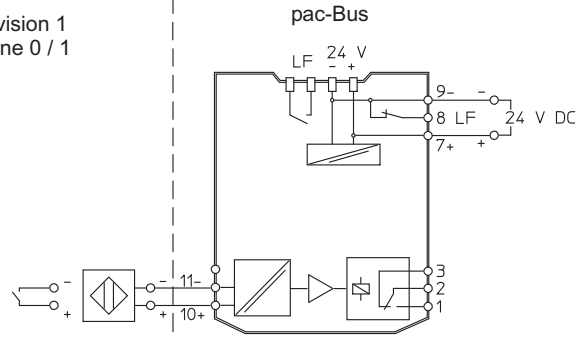 pac-Bus
vision 1
ne 0 / 1
LF 24 V
- +
9- -
8 LF 24 V DC
7+ +
3
- - 11- 2
+ + 10+ 1